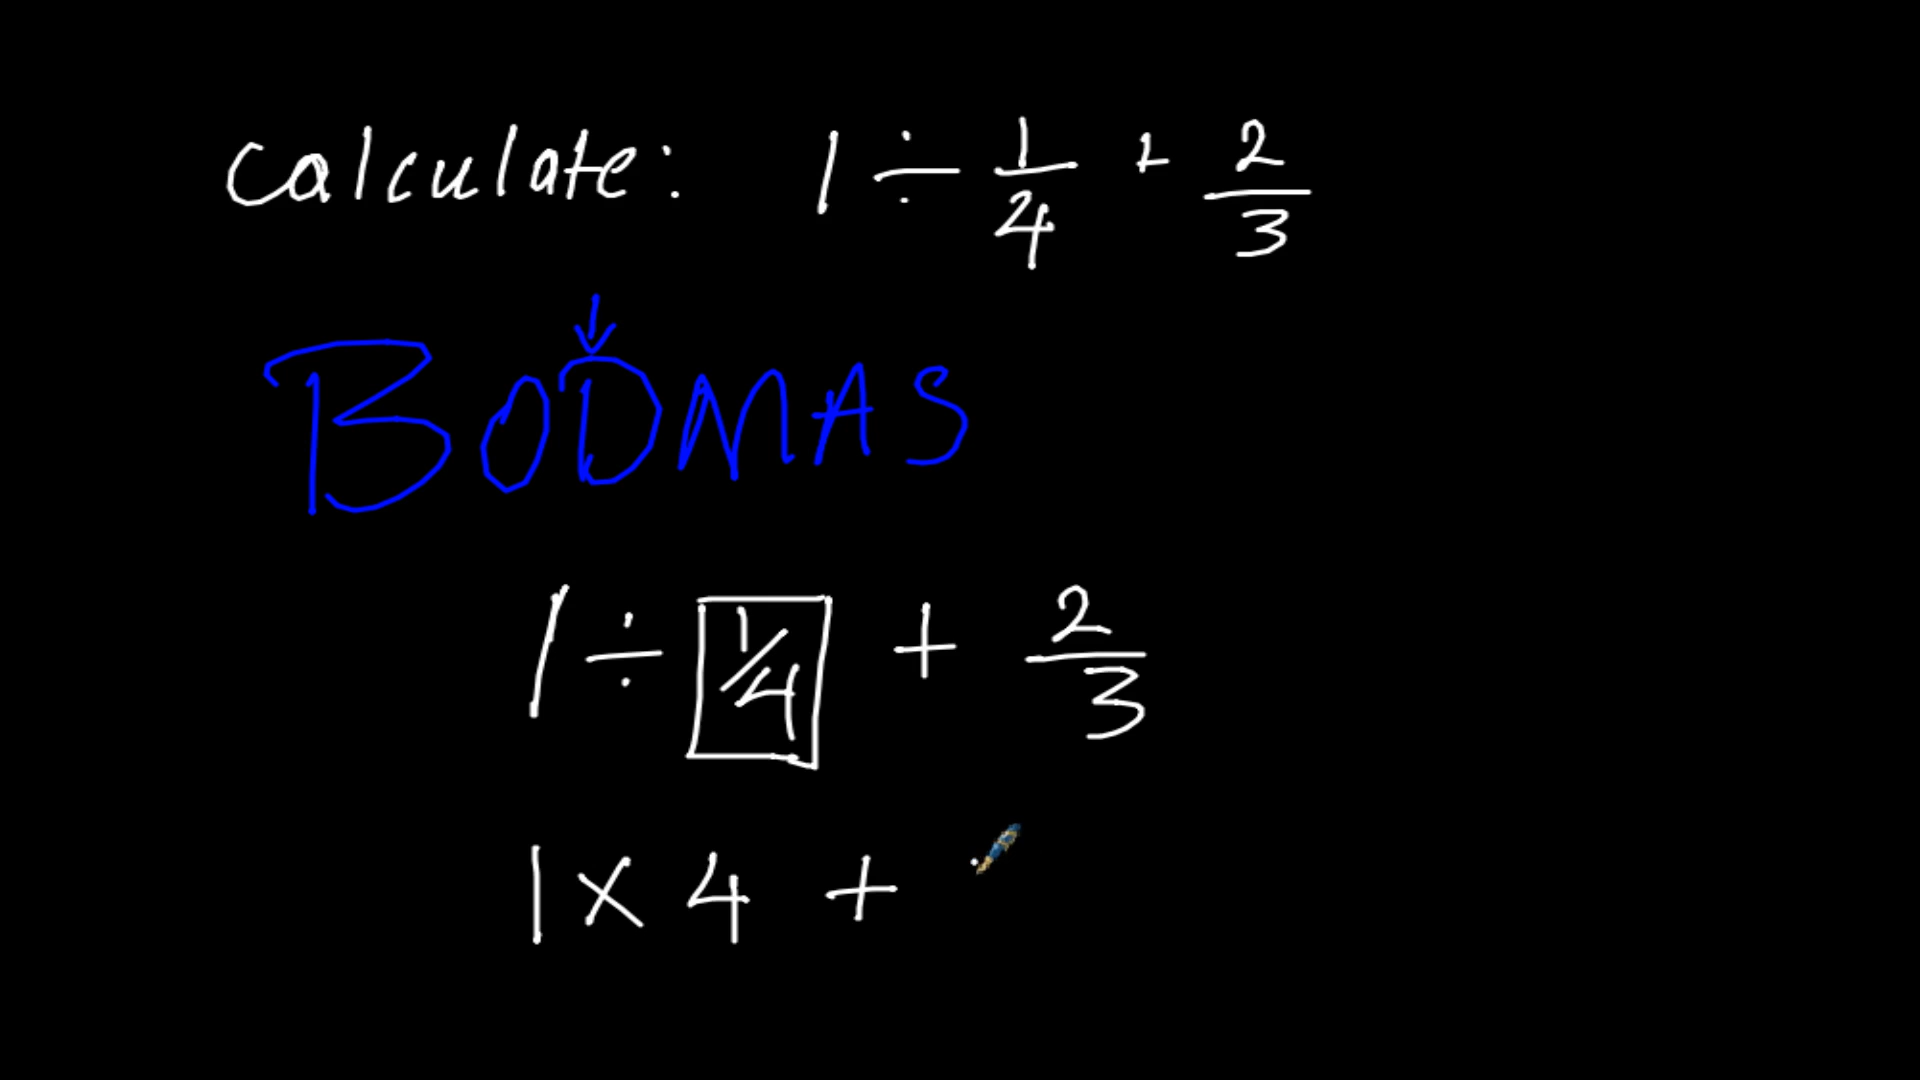 Calculate: 1 ÷ 1/4 + 2/3
BODMAS
1 ÷ 1/4 + 2/3
1 × 4 +